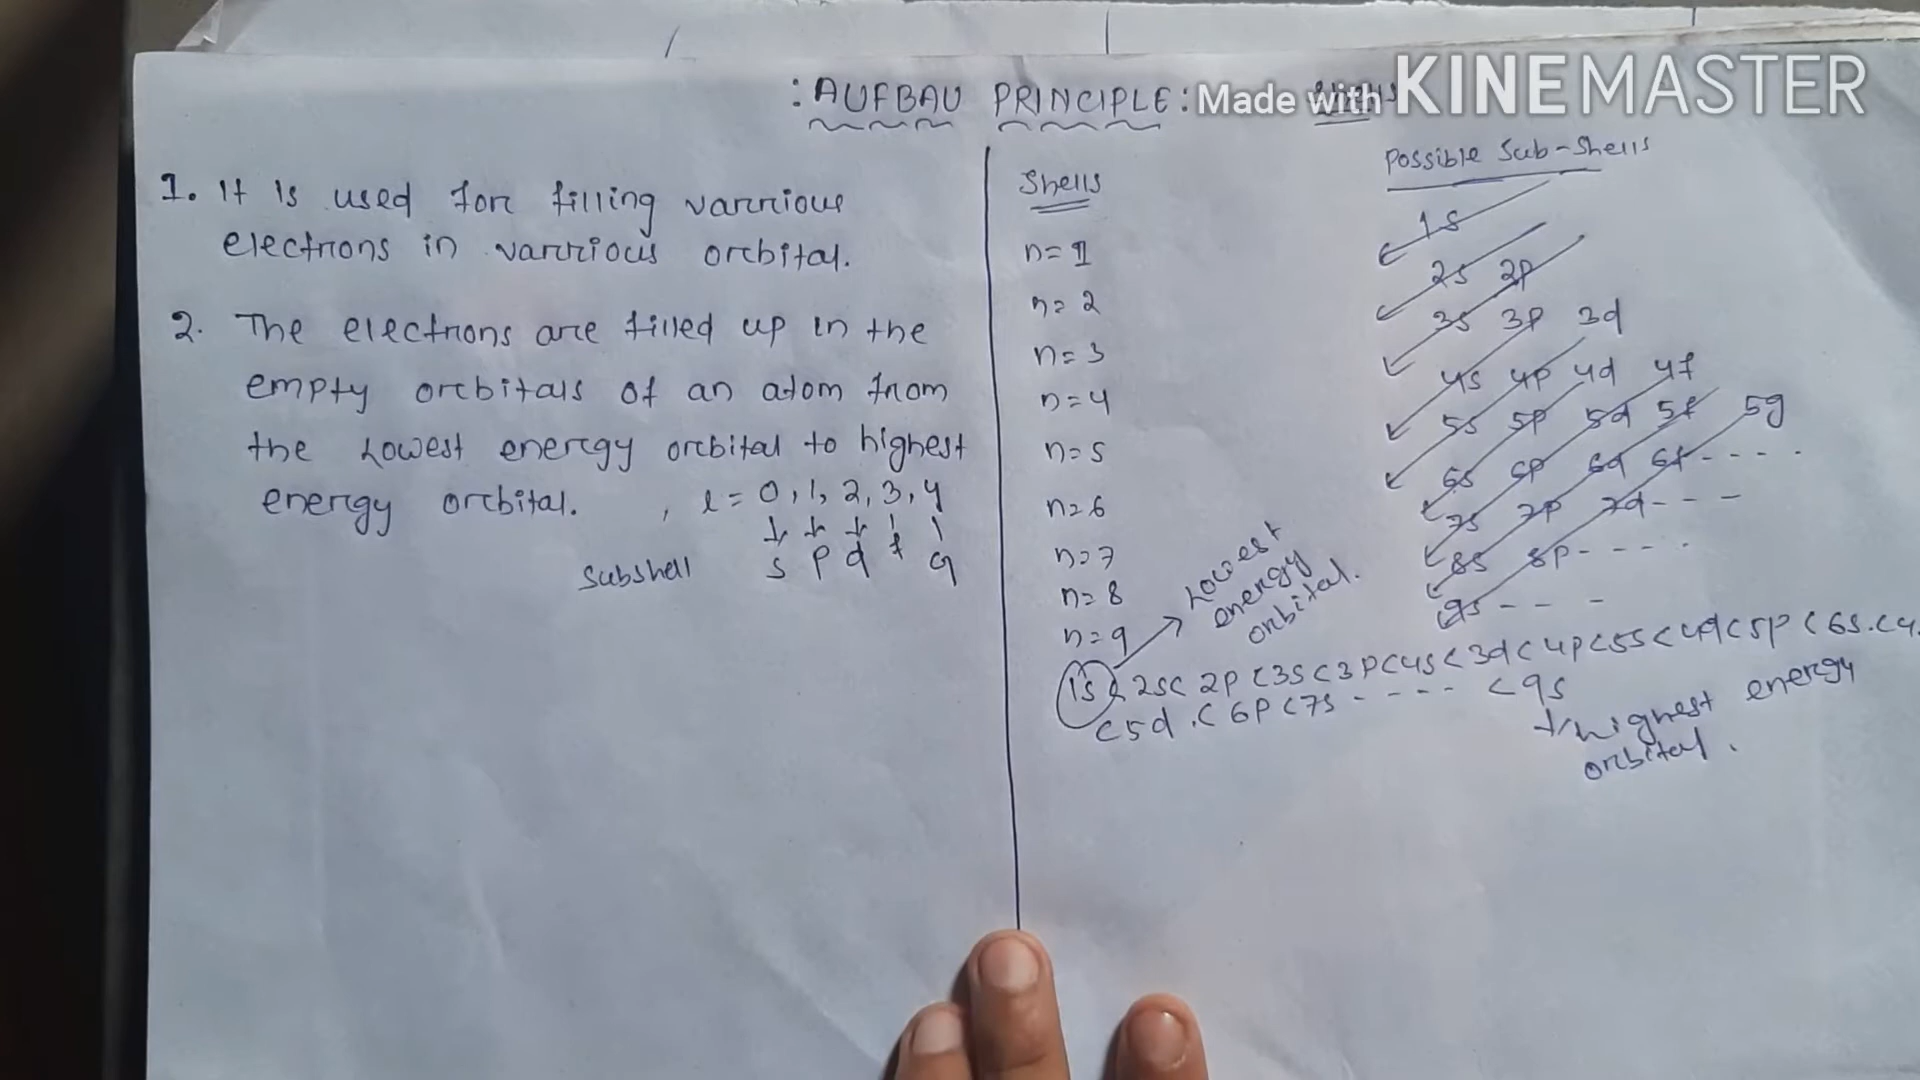 : AUFBAU PRINCIPLE :
Made with KINEMASTER
1. It is used for filling varrious
electrons in varrious orbital.
2. The electrons are filled up in the
empty orbitals of an atom from
the Lowest energy orbital to highest
energy orbital. , l = 0, 1, 2, 3, 4
Subshell s p d f g
Shells
n = 1
n = 2
n = 3
n = 4
n = 5
n = 6
n = 7
n = 8
n = 9
Possible Sub-Shells
1s
2s 2p
3s 3p 3d
4s 4p 4d 4f
5s 5p 5d 5f 5g
6s 6p 6d 6f - - - -
7s 7p 7d - - -
8s 8p - - - -
9s - - -
Lowest
energy
orbital.
1s < 2s < 2p < 3s < 3p < 4s < 3d < 4p < 5s < 4d < 5p < 6s. < 4
< 5d . < 6p < 7s - - - - < 9s
highest energy
orbital .